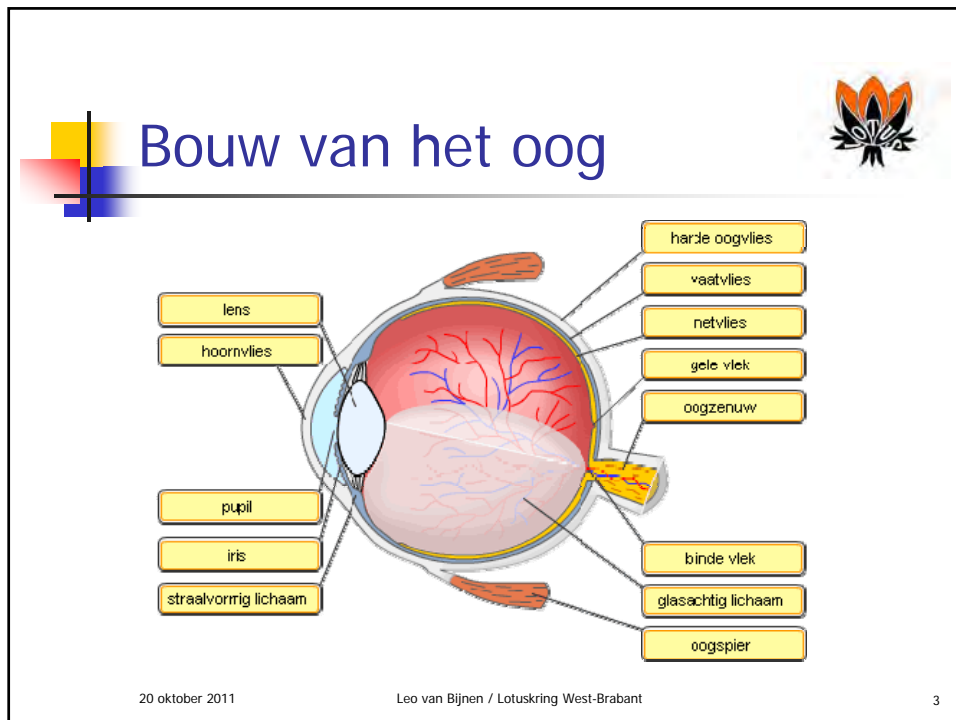 LOTUS
Bouw van het oog
lens
hoornvlies
pupil
iris
straalvormig lichaam
harde oogvlies
vaatvlies
netvlies
gele vlek
oogzenuw
binde vlek
glasachtig lichaam
oogspier
20 oktober 2011
Leo van Bijnen / Lotuskring West-Brabant
3